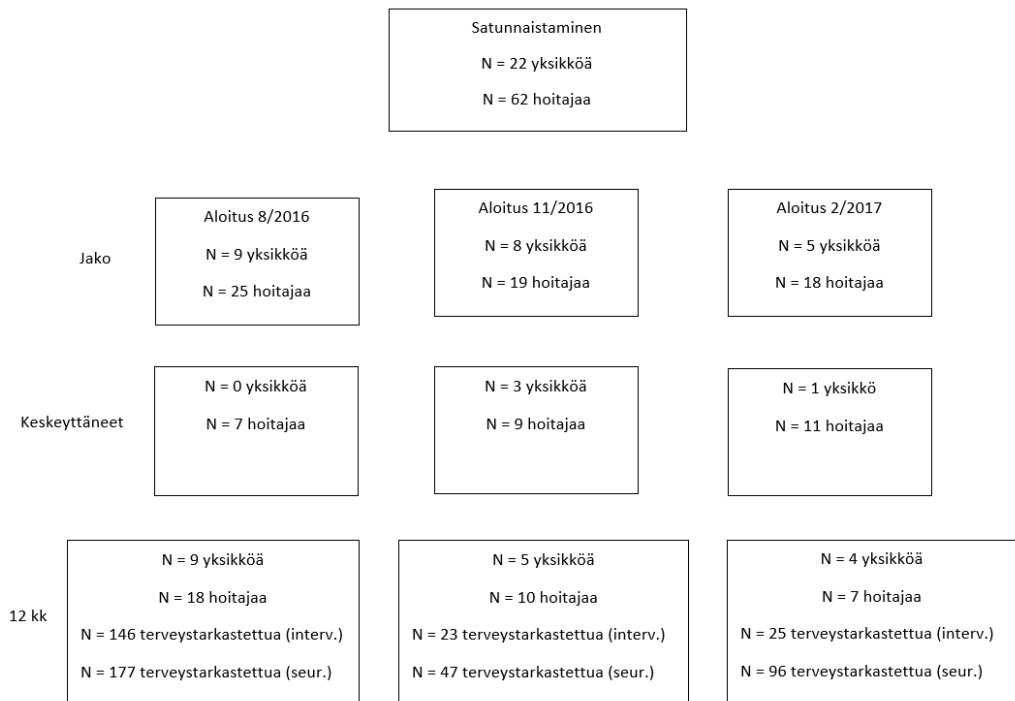 Satunnaistaminen
N = 22 yksikköä
N = 62 hoitajaa
Jako
Aloitus 8/2016
N = 9 yksikköä
N = 25 hoitajaa
Aloitus 11/2016
N = 8 yksikköä
N = 19 hoitajaa
Aloitus 2/2017
N = 5 yksikköä
N = 18 hoitajaa
Keskeyttäneet
N = 0 yksikköä
N = 7 hoitajaa
N = 3 yksikköä
N = 9 hoitajaa
N = 1 yksikkö
N = 11 hoitajaa
12 kk
N = 9 yksikköä
N = 18 hoitajaa
N = 146 terveystarkastettua (interv.)
N = 177 terveystarkastettua (seur.)
N = 5 yksikköä
N = 10 hoitajaa
N = 23 terveystarkastettua (interv.)
N = 47 terveystarkastettua (seur.)
N = 4 yksikköä
N = 7 hoitajaa
N = 25 terveystarkastettua (interv.)
N = 96 terveystarkastettua (seur.)